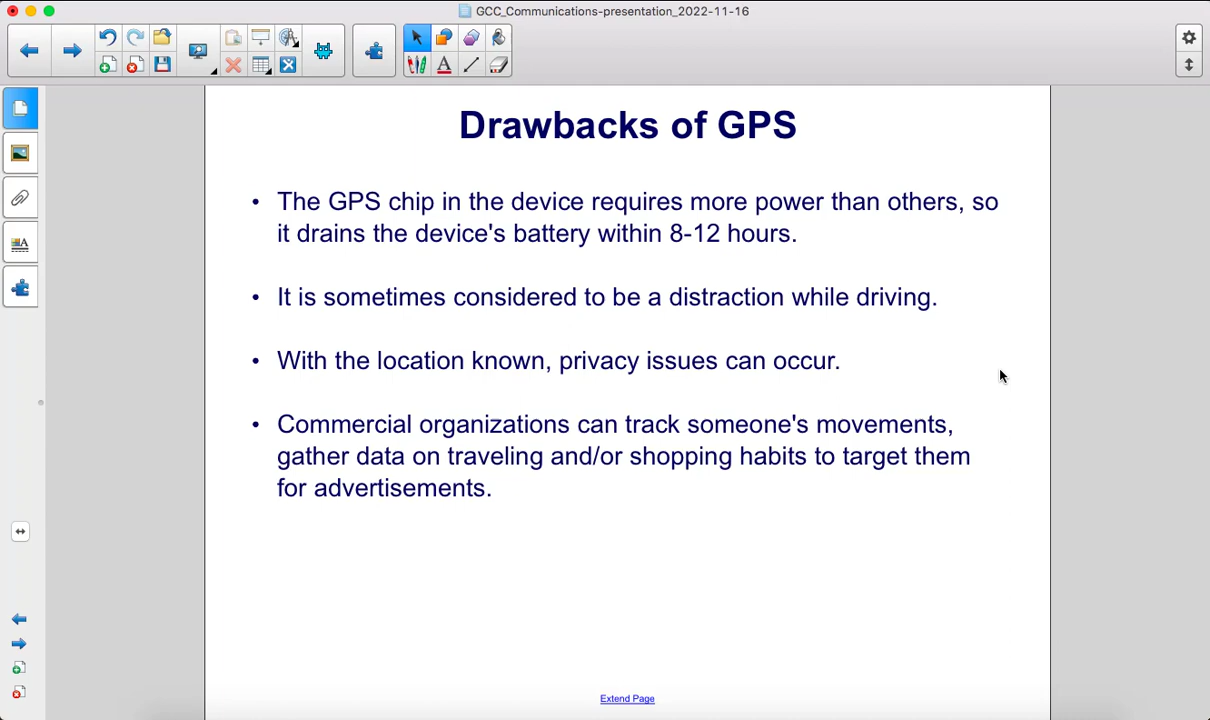 GCC_Communications-presentation_2022-11-16
Drawbacks of GPS
• The GPS chip in the device requires more power than others, so
it drains the device's battery within 8-12 hours.
• It is sometimes considered to be a distraction while driving.
• With the location known, privacy issues can occur.
• Commercial organizations can track someone's movements,
gather data on traveling and/or shopping habits to target them
for advertisements.
Extend Page